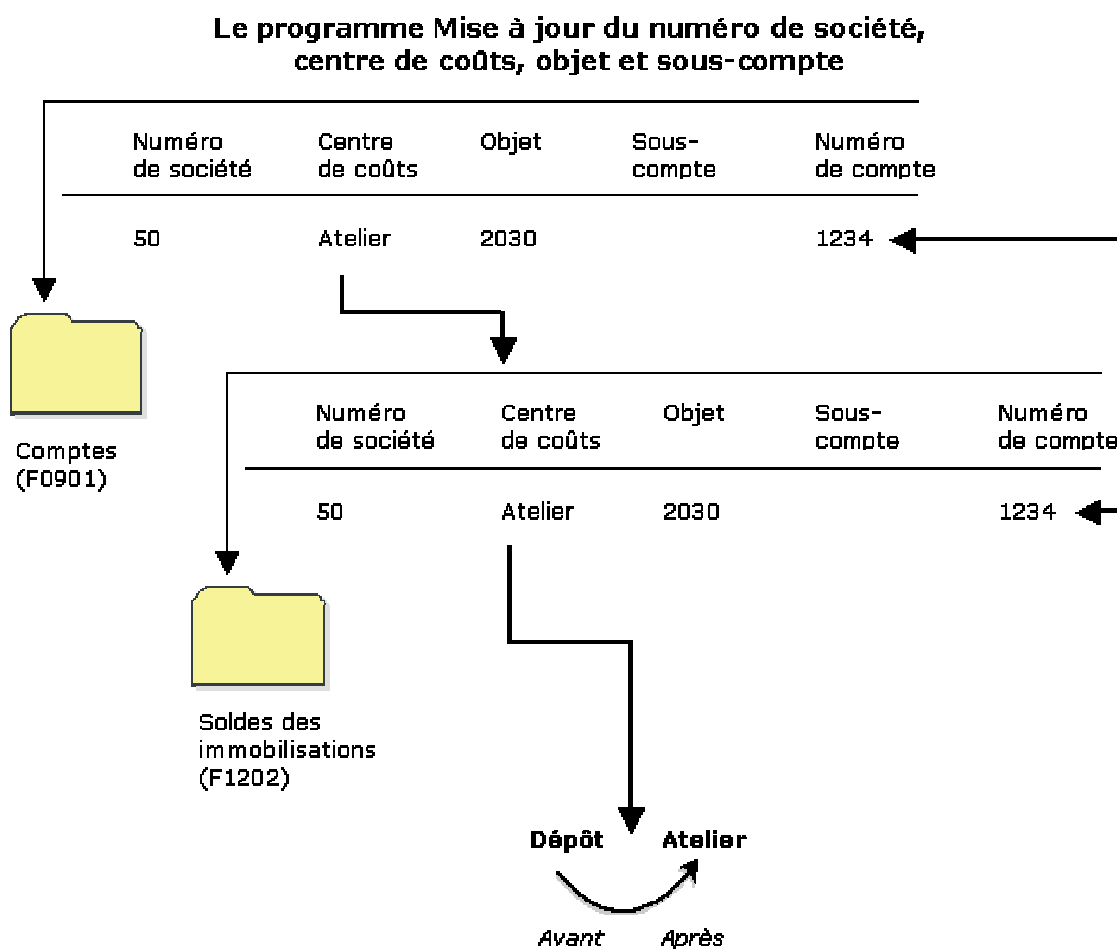 Le programme Mise à jour du numéro de société,
centre de coûts, objet et sous-compte
Numéro de société Centre de coûts Objet Sous-compte Numéro de compte
50 Atelier 2030 1234
Comptes
(F0901)
Numéro de société Centre de coûts Objet Sous-compte Numéro de compte
50 Atelier 2030 1234
Soldes des
immobilisations
(F1202)
Dépôt Atelier
Avant Après